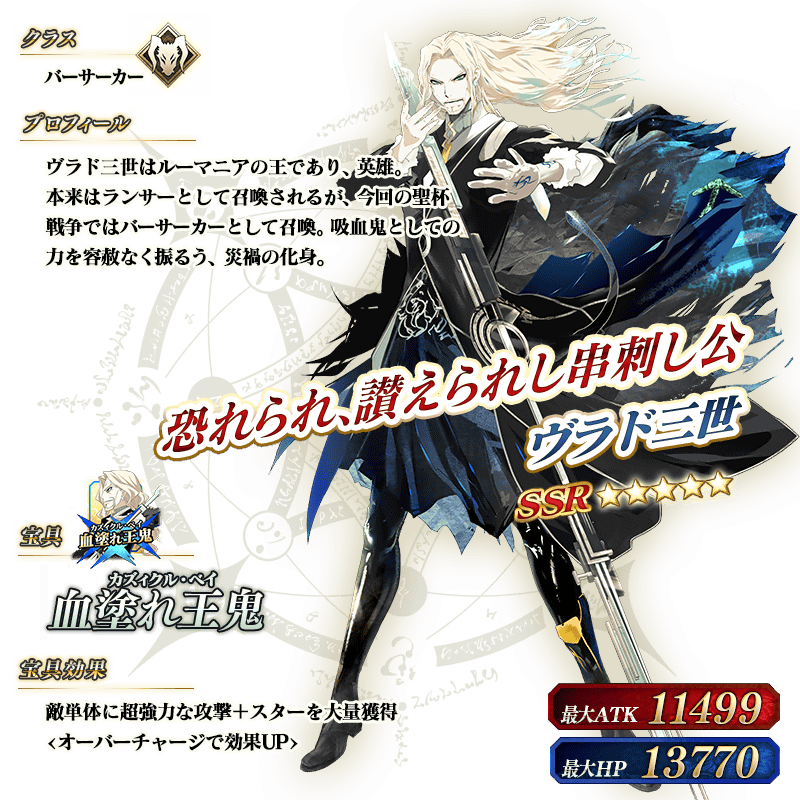 クラス
バーサーカー
プロフィール
ヴラド三世はルーマニアの王であり、英雄。
本来はランサーとして召喚されるが、今回の聖杯
戦争ではバーサーカーとして召喚。吸血鬼としての
力を容赦なく振るう、災禍の化身。
恐れられ、讃えられし串刺し公
ヴラド三世
SSR ☆☆☆☆☆
宝具
カズィクル・ベイ
血塗れ王鬼
カズィクル・ベイ
血塗れ王鬼
宝具効果
敵単体に超強力な攻撃＋スターを大量獲得
<オーバーチャージで効果UP>
最大ATK 11499
最大HP 13770